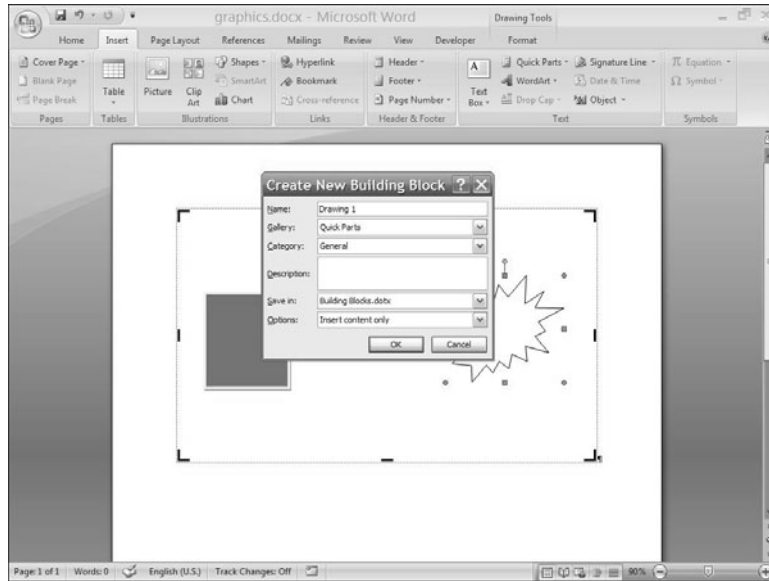 graphics.docx - Microsoft Word
Drawing Tools
Home Insert Page Layout References Mailings Review View Developer Format
Cover Page
Blank Page
Page Break
Pages
Table
Tables
Picture
Clip Art
Shapes
SmartArt
Chart
Illustrations
Hyperlink
Bookmark
Cross-reference
Links
Header
Footer
Page Number
Header & Footer
A
Text Box
Quick Parts
WordArt
Drop Cap
Signature Line
Date & Time
Object
Text
π Equation
Ω Symbol
Symbols
Create New Building Block ? X
Name: Drawing 1
Gallery: Quick Parts
Category: General
Description:
Save in: Building Blocks.dotx
Options: Insert content only
OK Cancel
¶
Page: 1 of 1 Words: 0 English (U.S.) Track Changes: Off 90%